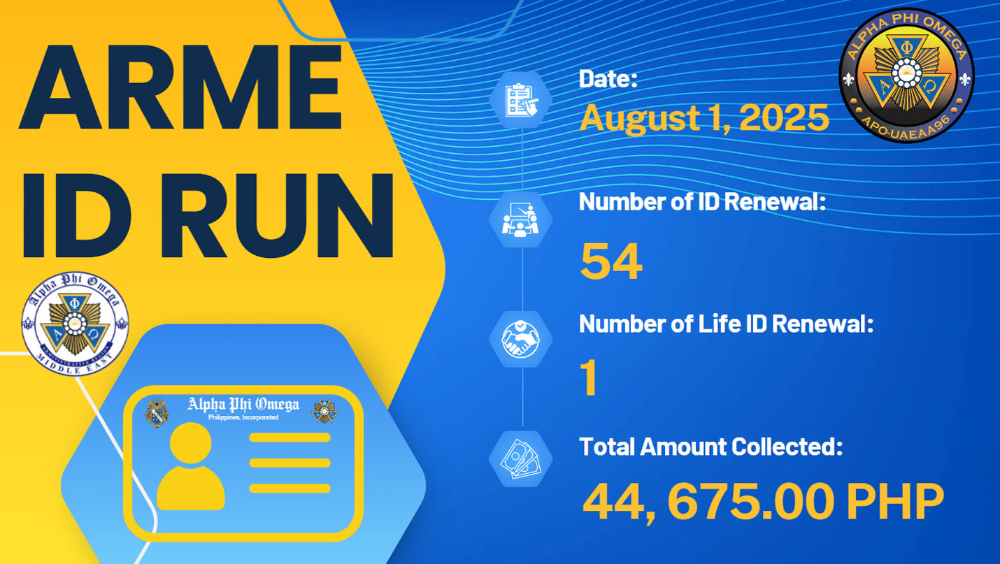 ARME
ID RUN
Alpha Phi Omega
Φ
Α
Ω
ADMINISTRATIVE REGION
MIDDLE EAST
Alpha Phi Omega
Philippines, Incorporated
ALPHA PHI OMEGA
Φ
Α
Ω
APO-UAEAA96
Date:
August 1, 2025
Number of ID Renewal:
54
Number of Life ID Renewal:
1
Total Amount Collected:
44, 675.00 PHP